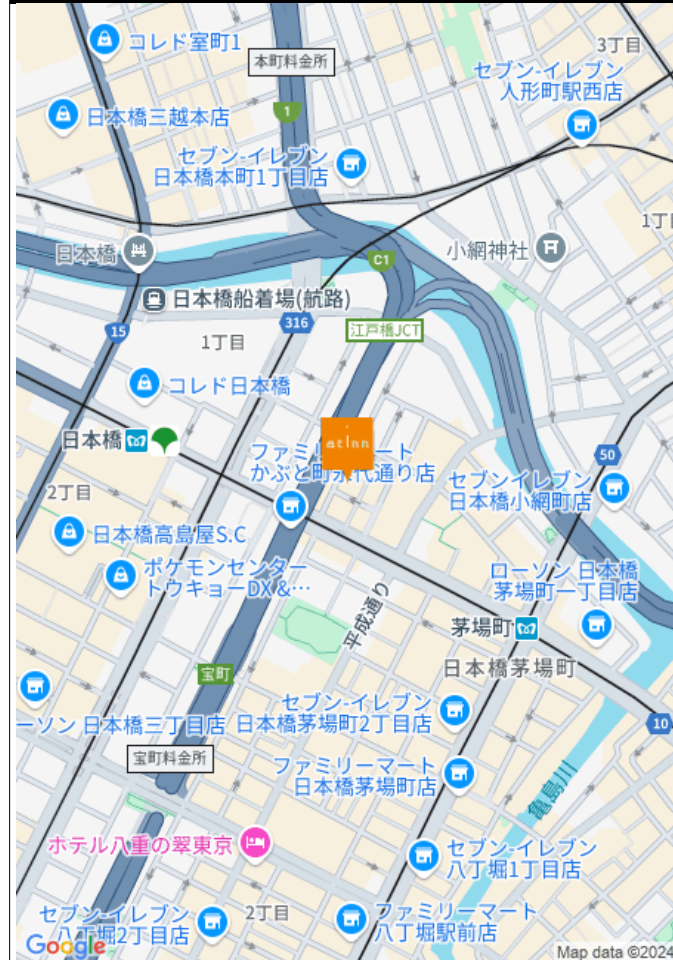 コレド室町1
本町料金所
3丁目
セブン-イレブン
人形町駅西店
1
日本橋三越本店
セブン-イレブン
日本橋本町1丁目店
1丁目
日本橋
小網神社
C1
日本橋船着場(航路)
316
15
1丁目
江戸橋JCT
コレド日本橋
at inn
日本橋
ファミリーマート
かぶと町永代通り店
50
セブンイレブン
日本橋小網町店
2丁目
日本橋高島屋S.C
ポケモンセンター
トウキョーDX &…
ローソン 日本橋
茅場町一丁目店
平成通り
茅場町
日本橋茅場町
宝町
セブン-イレブン
日本橋茅場町2丁目店
ーソン 日本橋三丁目店
10
宝町料金所
ファミリーマート
日本橋茅場町店
亀島川
ホテル八重の翠東京
セブン-イレブン
八丁堀1丁目店
セブン-イレブン
八丁堀2丁目店
2丁目
ファミリーマート
八丁堀駅前店
Google
Map data ©2024